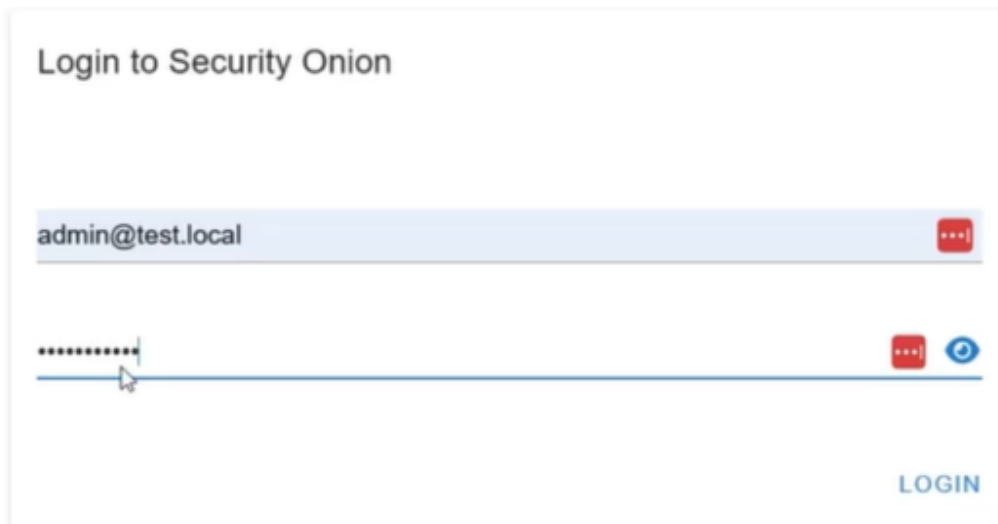 Login to Security Onion
admin@test.local
•••••••••••
LOGIN